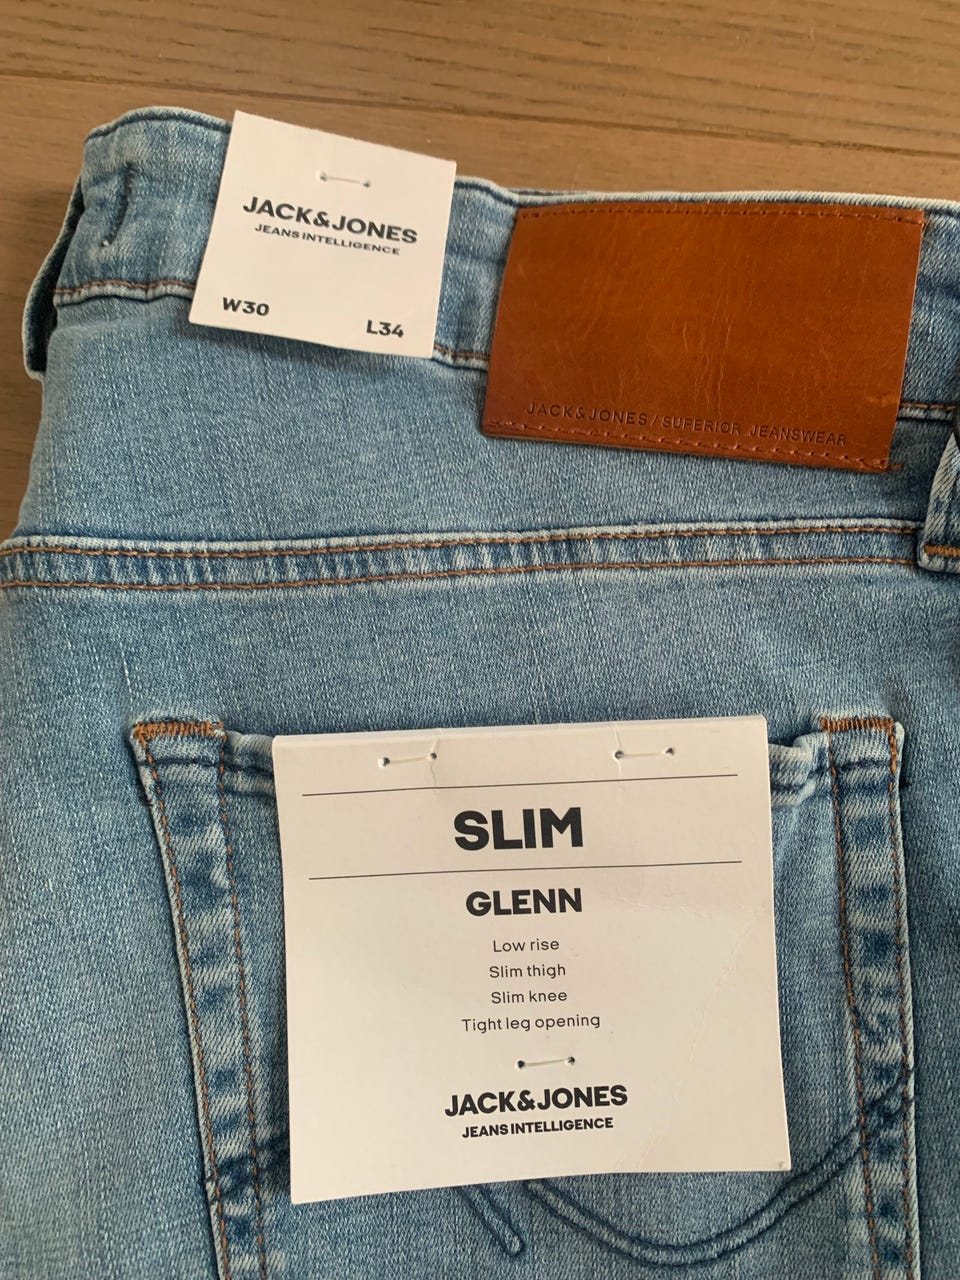 JACK&JONES
JEANS INTELLIGENCE
W30
L34
JACK&JONES / SUPERIOR JEANSWEAR
SLIM
GLENN
Low rise
Slim thigh
Slim knee
Tight leg opening
JACK&JONES
JEANS INTELLIGENCE